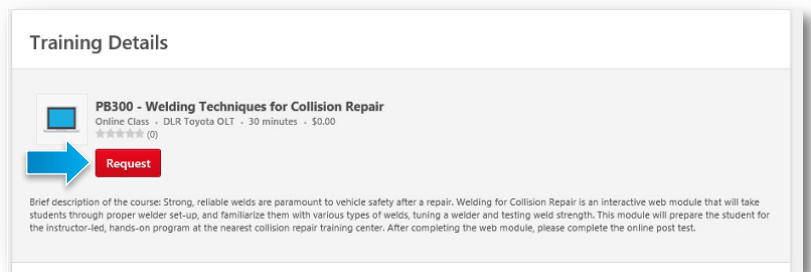 Training Details
PB300 - Welding Techniques for Collision Repair
Online Class • DLR Toyota OLT • 30 minutes • $0.00
(0)
Request
Brief description of the course: Strong, reliable welds are paramount to vehicle safety after a repair. Welding for Collision Repair is an interactive web module that will take
students through proper welder set-up, and familiarize them with various types of welds, tuning a welder and testing weld strength. This module will prepare the student for
the instructor-led, hands-on program at the nearest collision repair training center. After completing the web module, please complete the online post test.